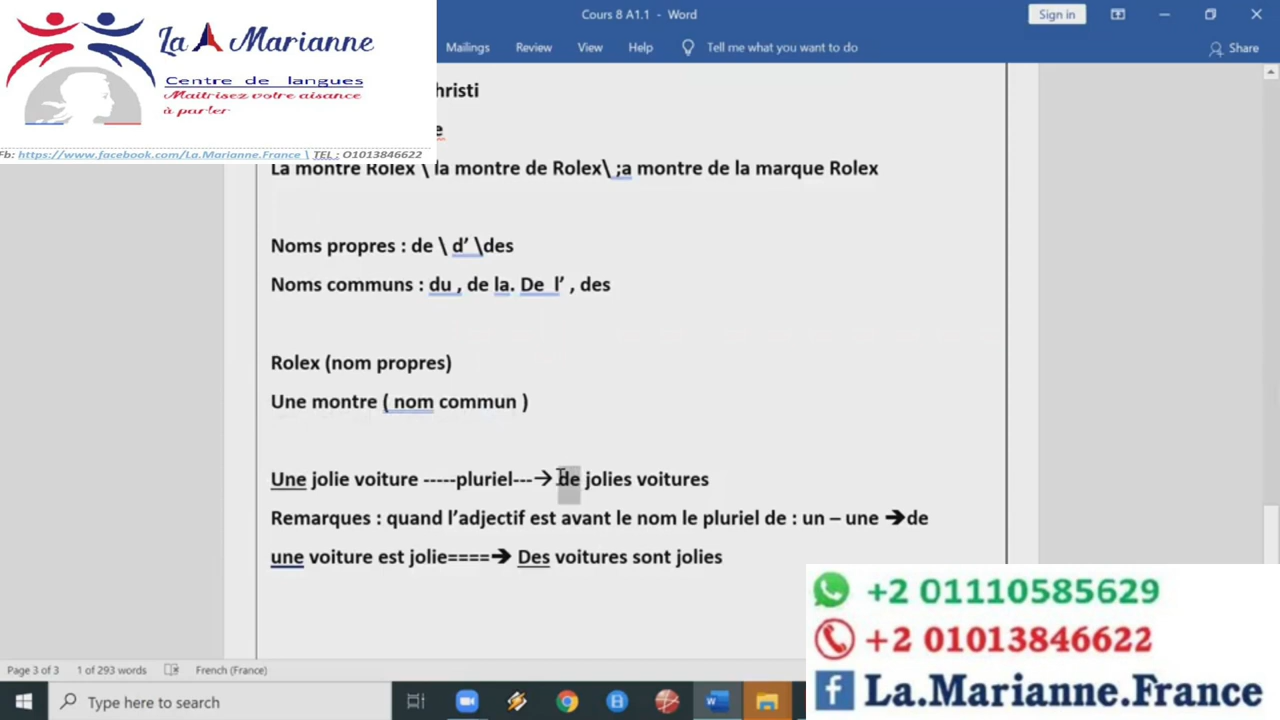 Cours 8 A1.1 - Word
Sign in
La Marianne
Centre de langues
Maitrisez votre aisance
à parler
Fb: https://www.facebook.com/La.Marianne.France \ TEL : O1013846622
Mailings Review View Help Tell me what you want to do
Share
hristi
e
La montre Rolex \ la montre de Rolex\ ;a montre de la marque Rolex
Noms propres : de \ d’ \des
Noms communs : du , de la. De l’ , des
Rolex (nom propres)
Une montre ( nom commun )
Une jolie voiture -----pluriel---→ de jolies voitures
Remarques : quand l’adjectif est avant le nom le pluriel de : un – une ➔de
une voiture est jolie====➔ Des voitures sont jolies
+2 01110585629
+2 01013846622
La.Marianne.France
Page 3 of 3 1 of 293 words French (France)
Type here to search